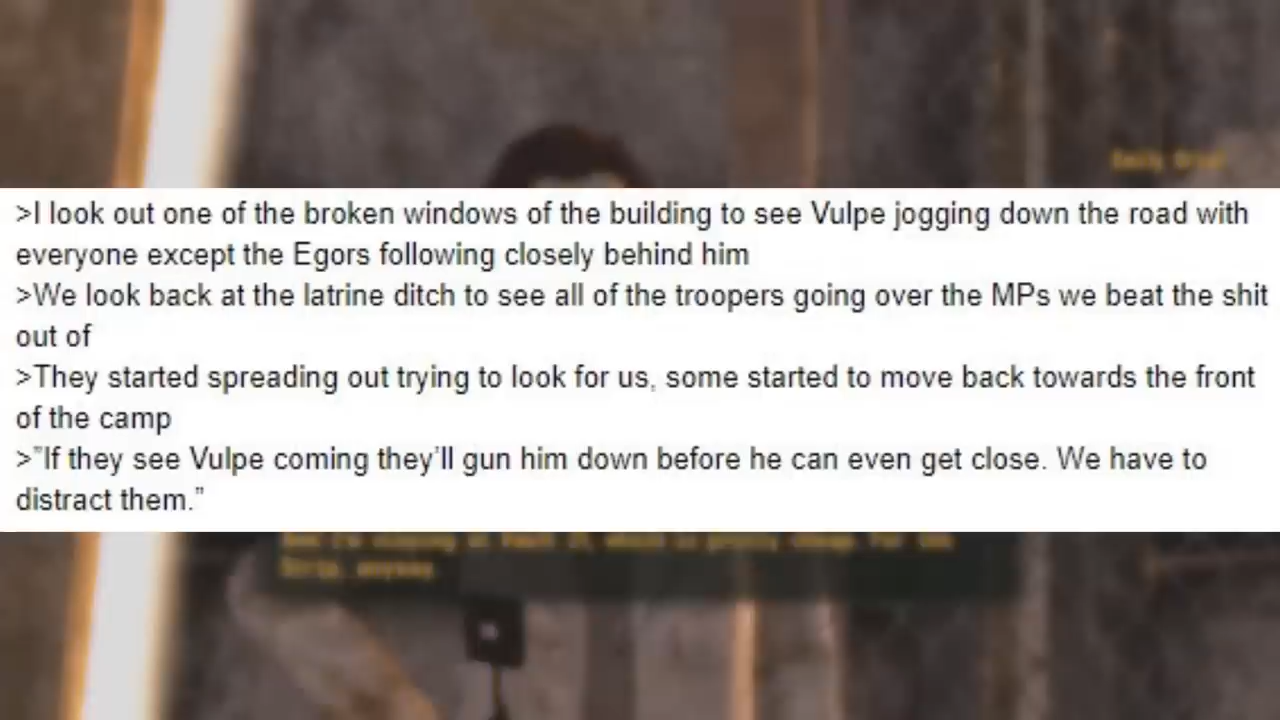 >I look out one of the broken windows of the building to see Vulpe jogging down the road with
everyone except the Egors following closely behind him
>We look back at the latrine ditch to see all of the troopers going over the MPs we beat the shit
out of
>They started spreading out trying to look for us, some started to move back towards the front
of the camp
>"If they see Vulpe coming they'll gun him down before he can even get close. We have to
distract them."
Strip, anyway.